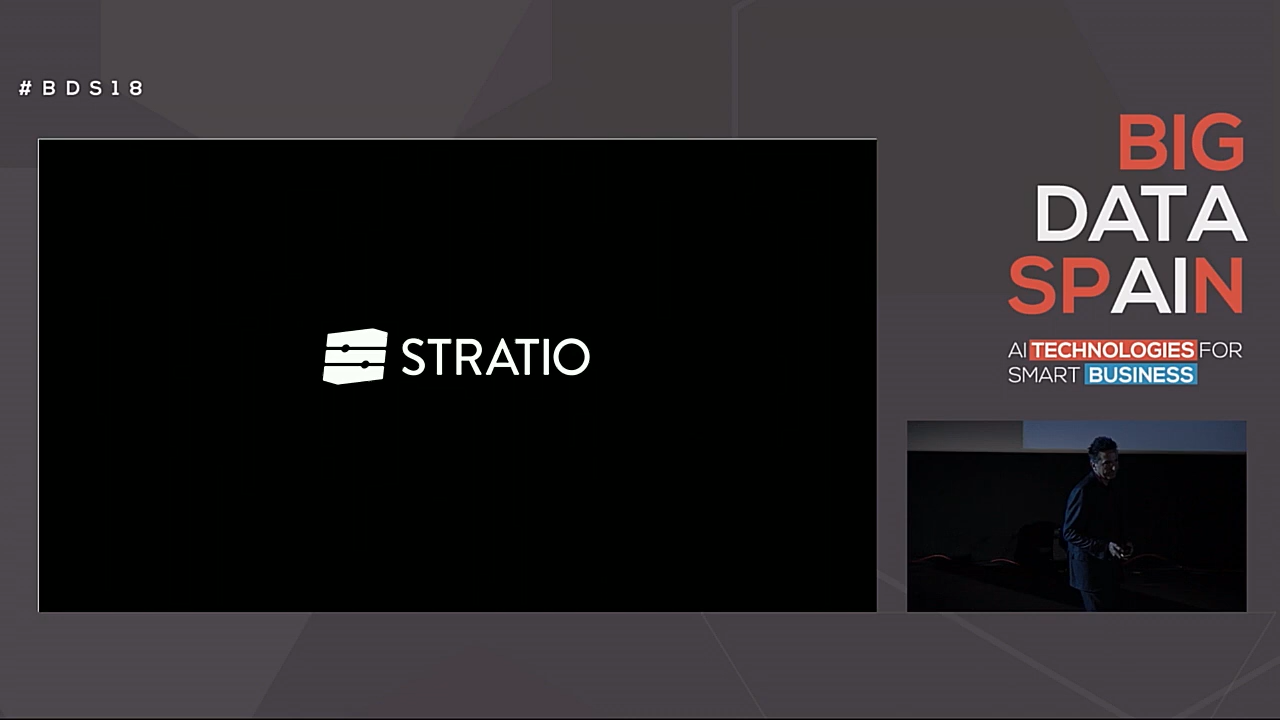 #BDS18
BIG
DATA
SPAIN
AI TECHNOLOGIES FOR
SMART BUSINESS
STRATIO